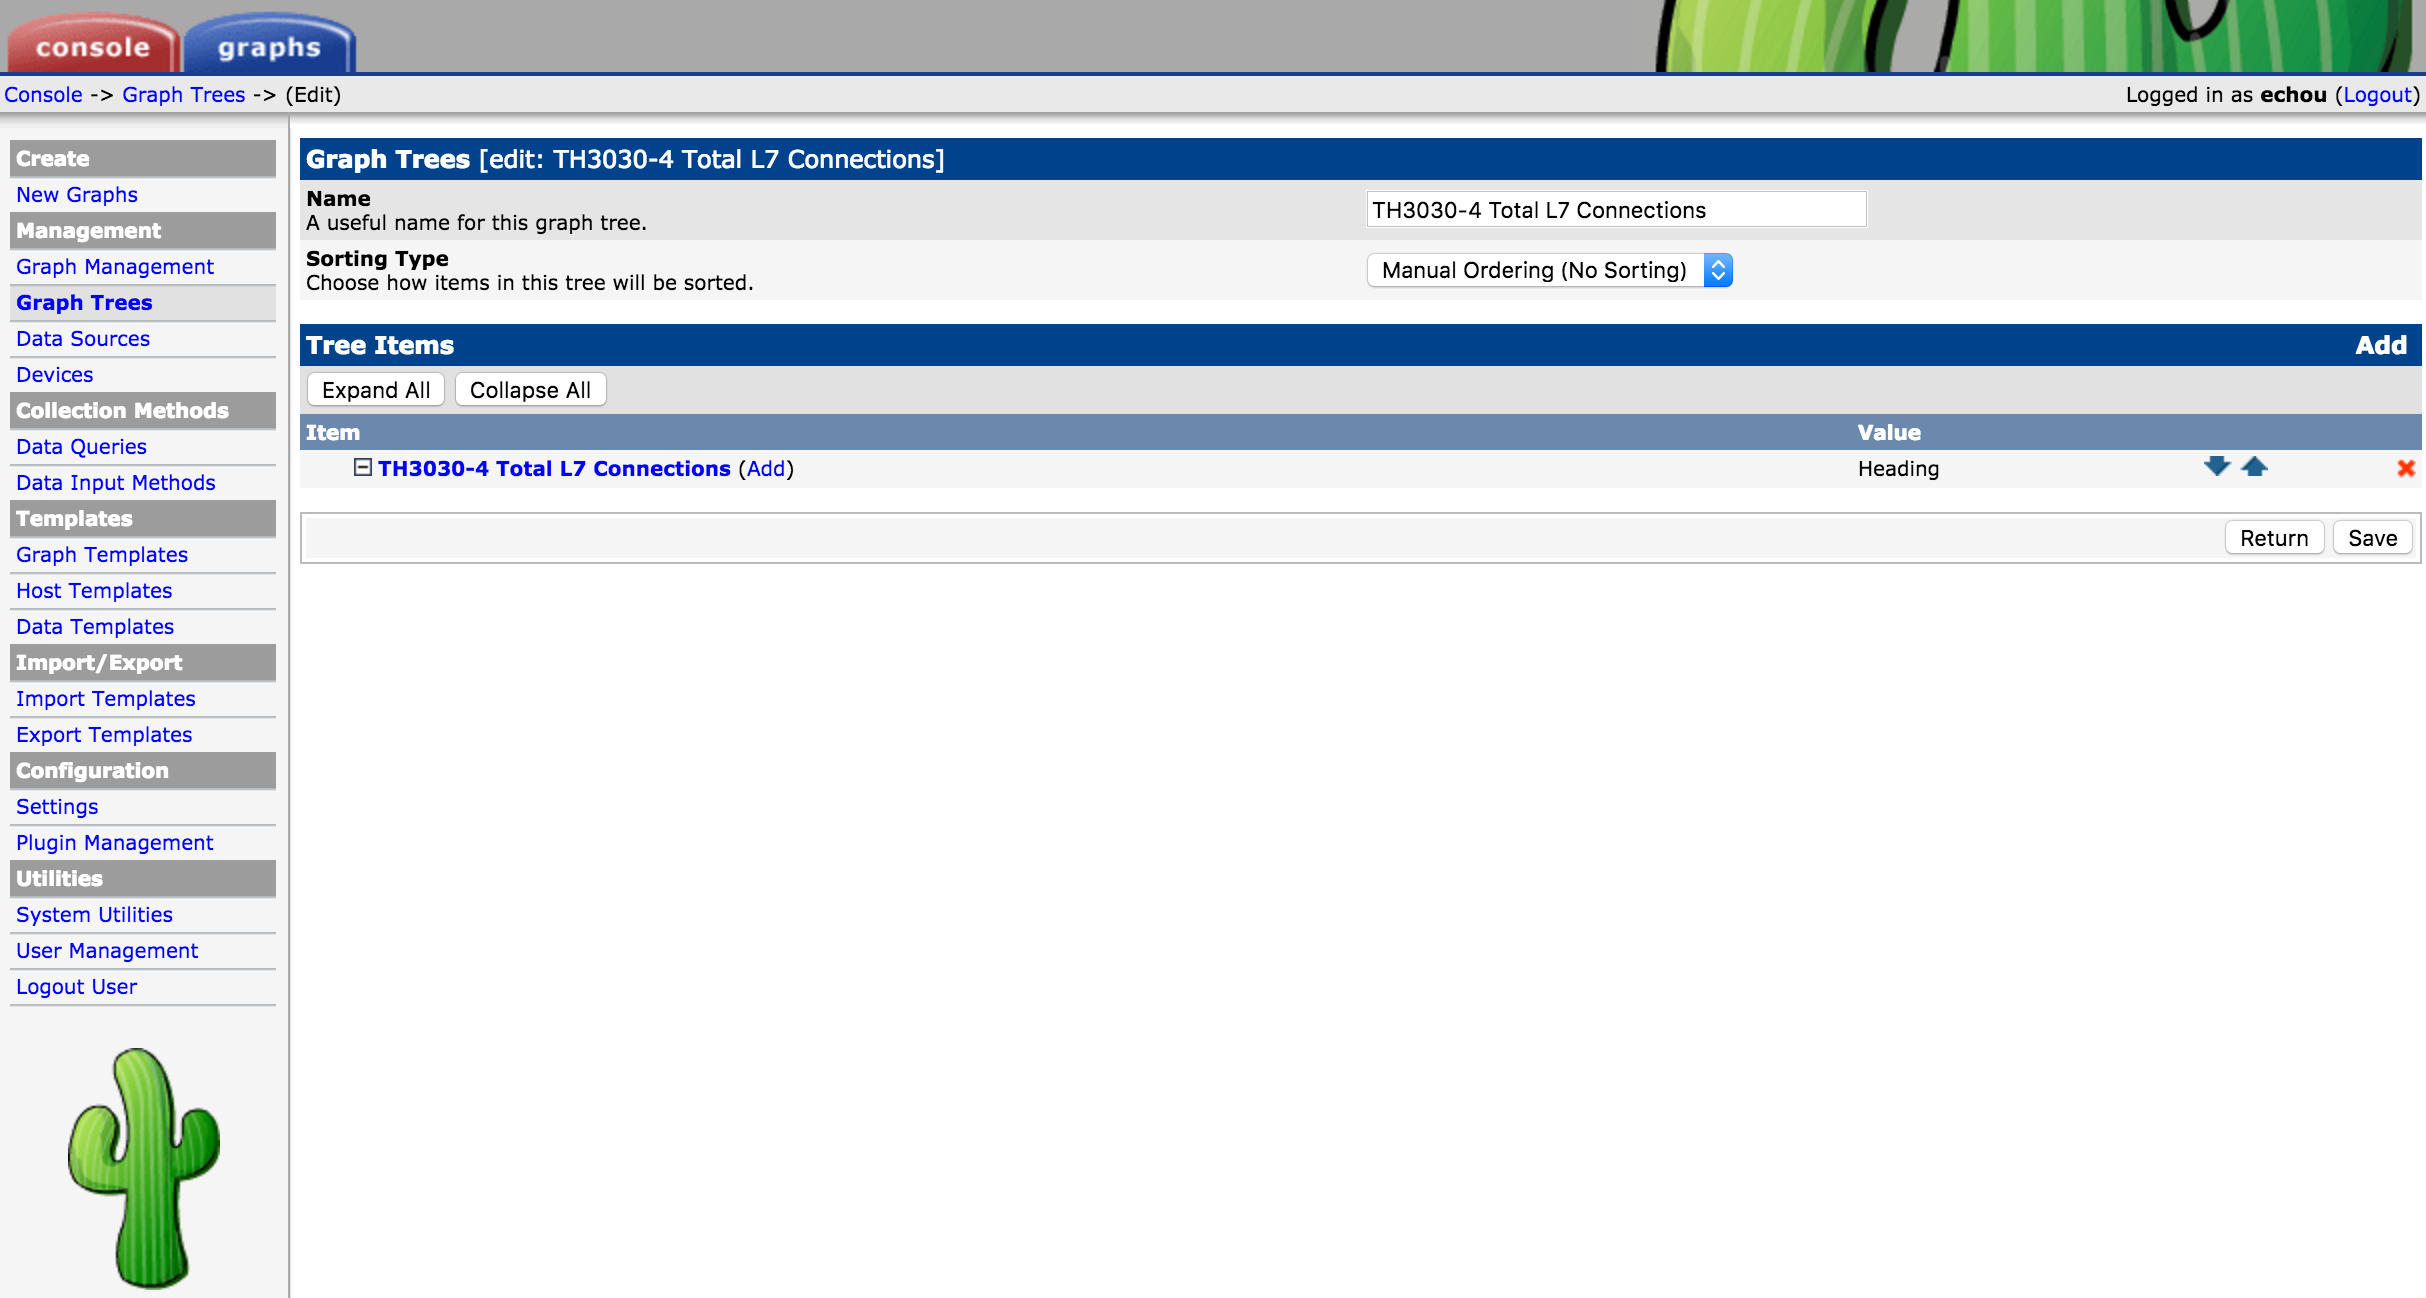 console graphs
Console -> Graph Trees -> (Edit) Logged in as echou (Logout)
Create
New Graphs
Management
Graph Management
Graph Trees
Data Sources
Devices
Collection Methods
Data Queries
Data Input Methods
Templates
Graph Templates
Host Templates
Data Templates
Import/Export
Import Templates
Export Templates
Configuration
Settings
Plugin Management
Utilities
System Utilities
User Management
Logout User
Graph Trees [edit: TH3030-4 Total L7 Connections]
Name
A useful name for this graph tree.
TH3030-4 Total L7 Connections
Sorting Type
Choose how items in this tree will be sorted.
Manual Ordering (No Sorting)
Tree Items Add
Expand All Collapse All
Item Value
TH3030-4 Total L7 Connections (Add) Heading
Return Save